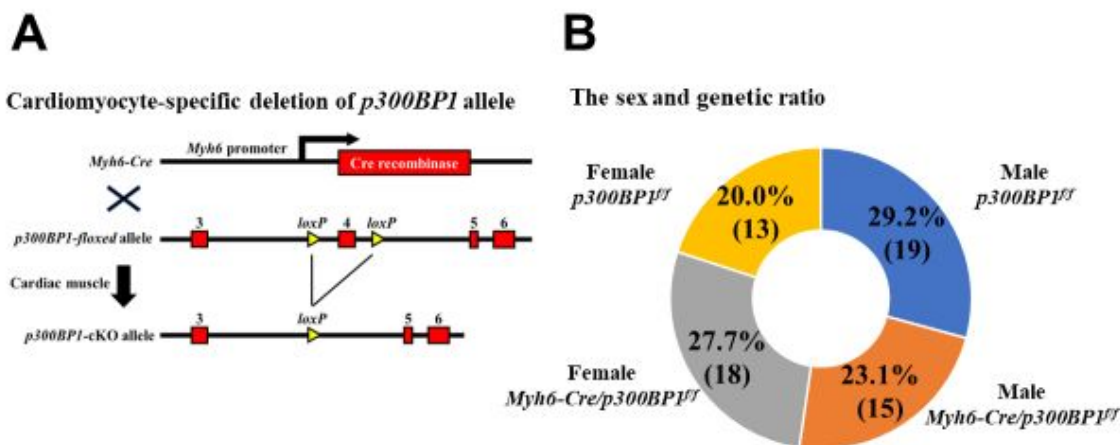 A
B
Cardiomyocyte-specific deletion of p300BP1 allele
Myh6 promoter
Myh6-Cre
Cre recombinase
3
loxP
4
loxP
5
6
p300BP1-floxed allele
Cardiac muscle
3
loxP
5
6
p300BP1-cKO allele
The sex and genetic ratio
Female
p300BP1f/f
20.0%
(13)
Male
p300BP1f/f
29.2%
(19)
Female
Myh6-Cre/p300BP1f/f
27.7%
(18)
23.1%
(15)
Male
Myh6-Cre/p300BP1f/f